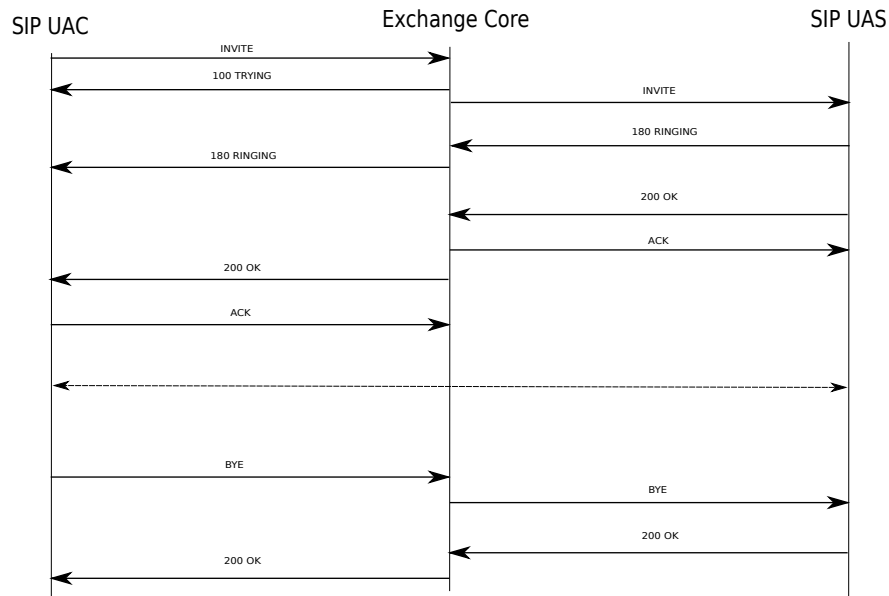 SIP UAC
Exchange Core
SIP UAS
INVITE
100 TRYING
INVITE
180 RINGING
180 RINGING
200 OK
ACK
200 OK
ACK
BYE
BYE
200 OK
200 OK